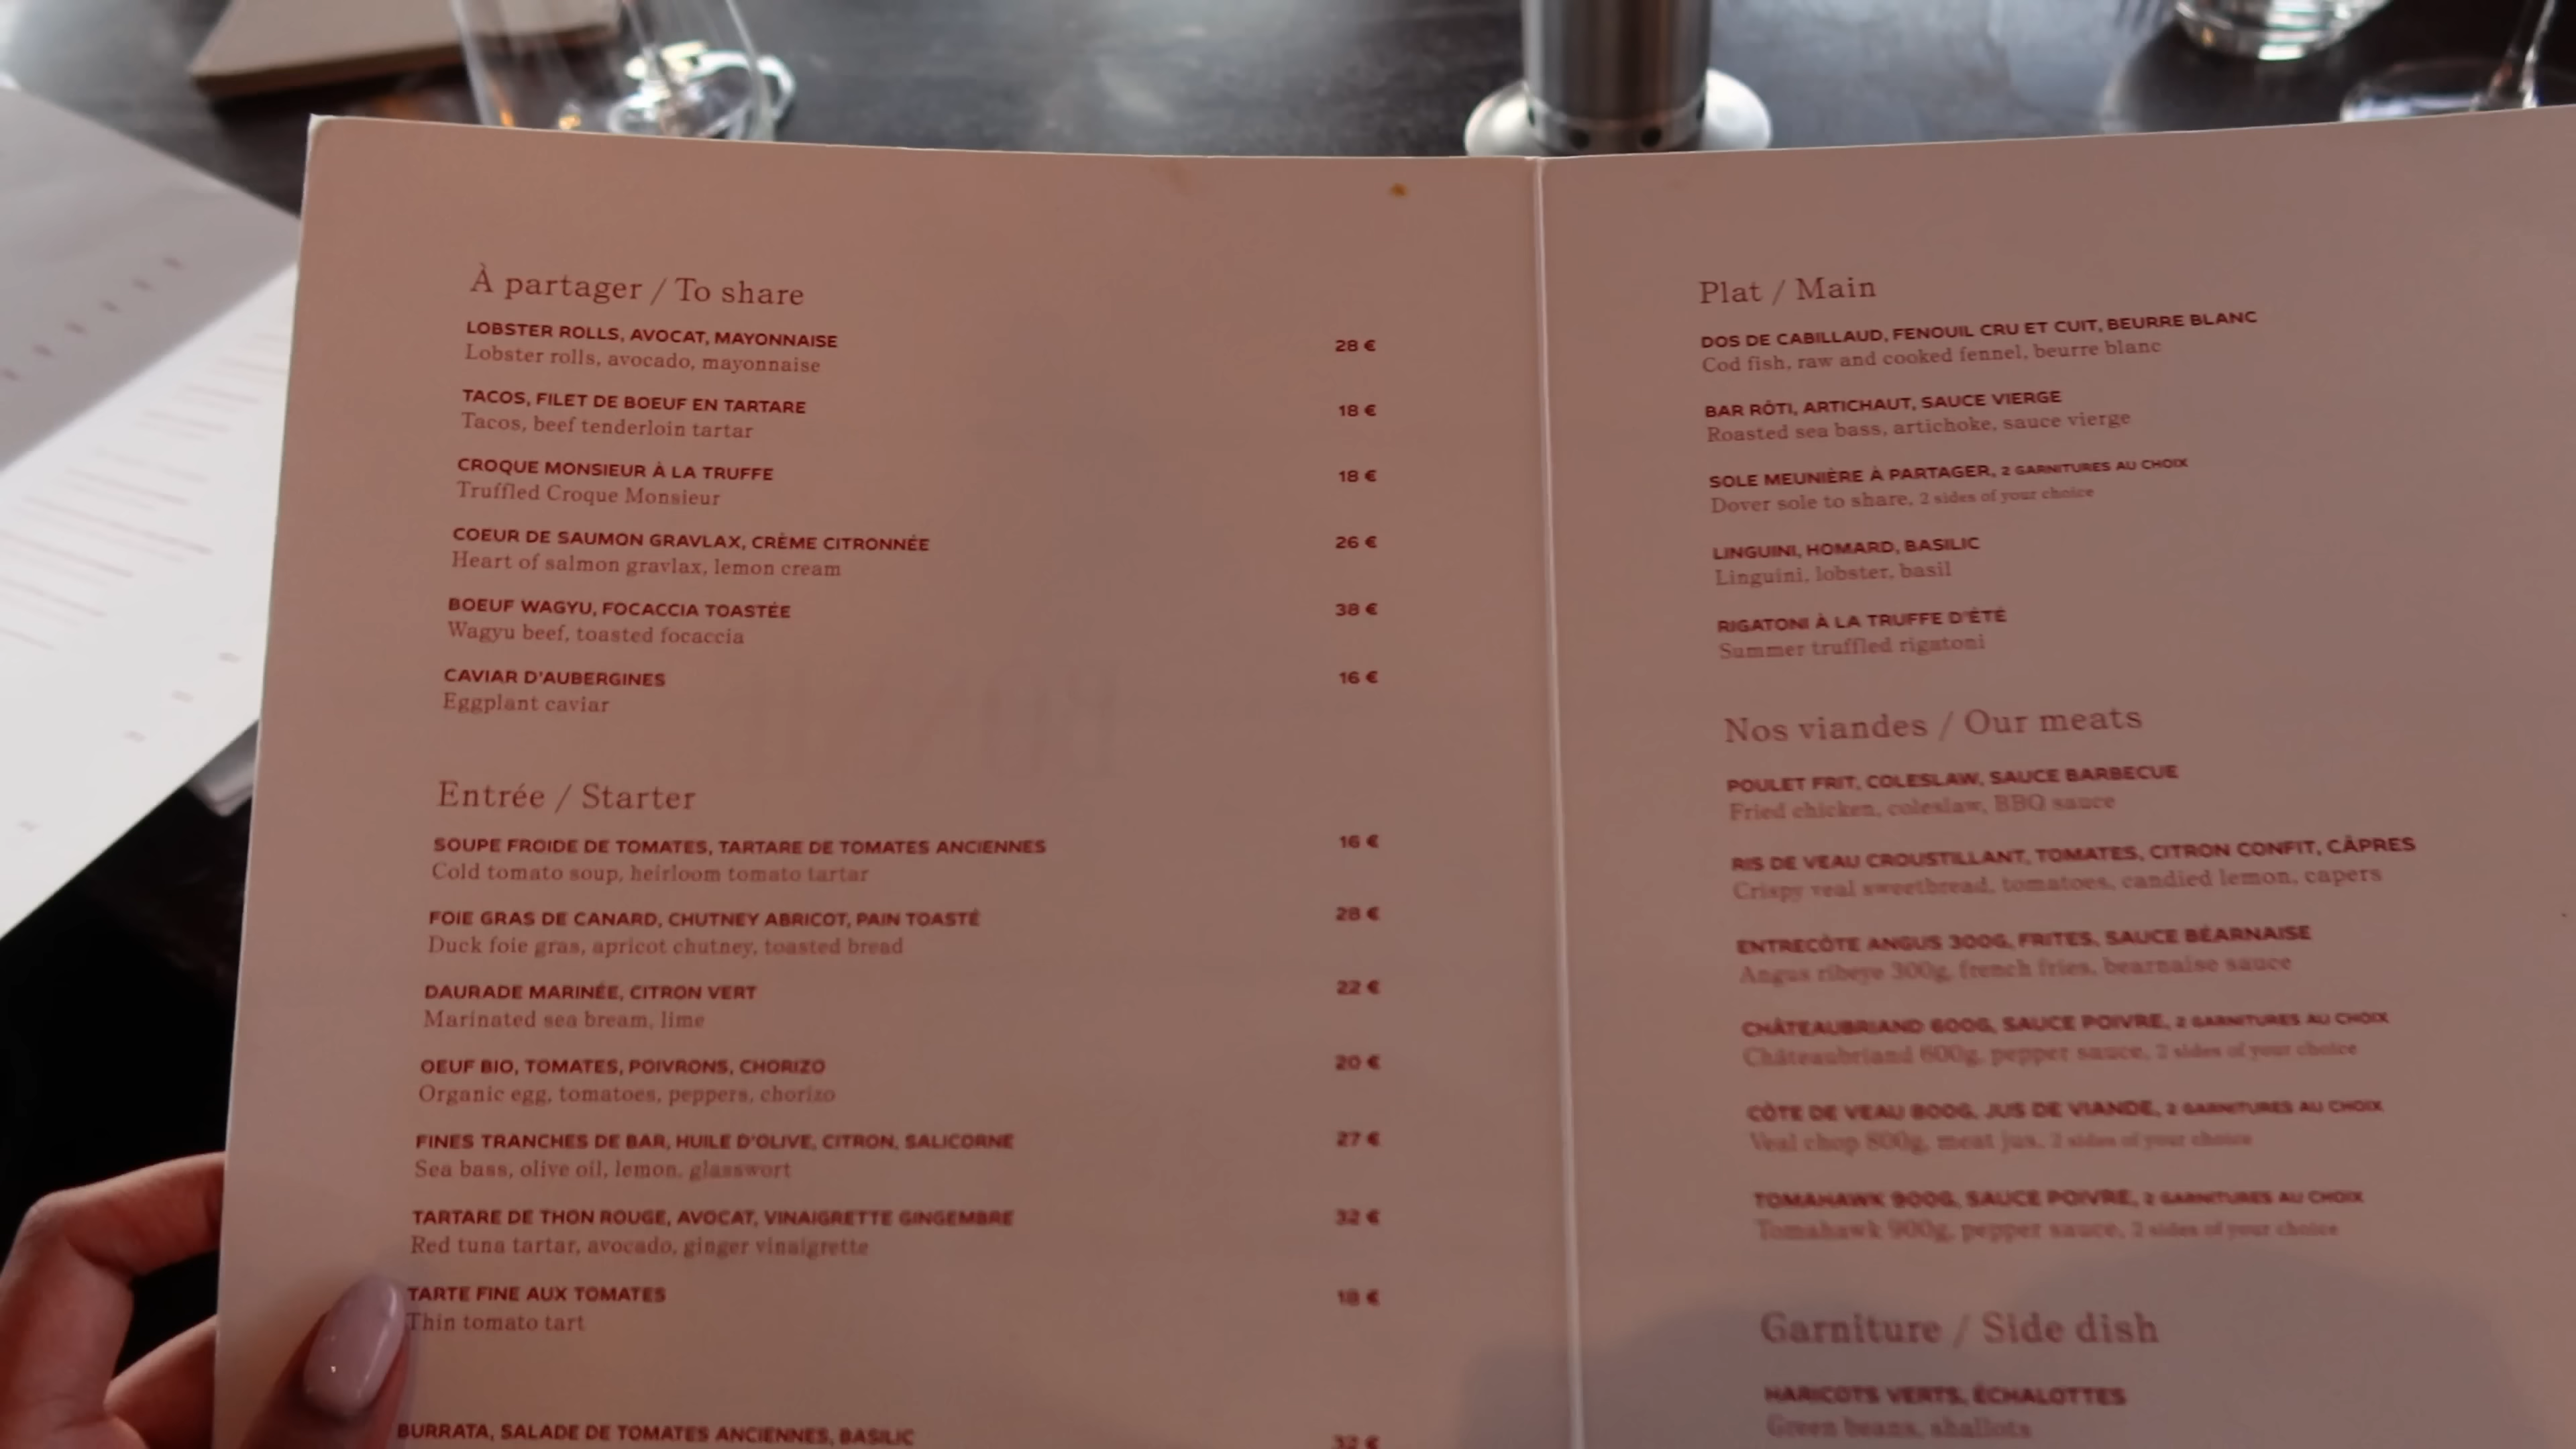 À partager / To share
LOBSTER ROLLS, AVOCAT, MAYONNAISE 28 €
Lobster rolls, avocado, mayonnaise
TACOS, FILET DE BOEUF EN TARTARE 18 €
Tacos, beef tenderloin tartar
CROQUE MONSIEUR À LA TRUFFE 18 €
Truffled Croque Monsieur
COEUR DE SAUMON GRAVLAX, CRÈME CITRONNÉE 26 €
Heart of salmon gravlax, lemon cream
BOEUF WAGYU, FOCACCIA TOASTÉE 38 €
Wagyu beef, toasted focaccia
CAVIAR D'AUBERGINES 16 €
Eggplant caviar
Entrée / Starter
SOUPE FROIDE DE TOMATES, TARTARE DE TOMATES ANCIENNES 16 €
Cold tomato soup, heirloom tomato tartar
FOIE GRAS DE CANARD, CHUTNEY ABRICOT, PAIN TOASTÉ 28 €
Duck foie gras, apricot chutney, toasted bread
DAURADE MARINÉE, CITRON VERT 22 €
Marinated sea bream, lime
OEUF BIO, TOMATES, POIVRONS, CHORIZO 20 €
Organic egg, tomatoes, peppers, chorizo
FINES TRANCHES DE BAR, HUILE D'OLIVE, CITRON, SALICORNE 27 €
Sea bass, olive oil, lemon, glasswort
TARTARE DE THON ROUGE, AVOCAT, VINAIGRETTE GINGEMBRE 32 €
Red tuna tartar, avocado, ginger vinaigrette
TARTE FINE AUX TOMATES 18 €
Thin tomato tart
BURRATA, SALADE DE TOMATES ANCIENNES, BASILIC 32 €
Plat / Main
DOS DE CABILLAUD, FENOUIL CRU ET CUIT, BEURRE BLANC
Cod fish, raw and cooked fennel, beurre blanc
BAR RÔTI, ARTICHAUT, SAUCE VIERGE
Roasted sea bass, artichoke, sauce vierge
SOLE MEUNIÈRE À PARTAGER, 2 GARNITURES AU CHOIX
Dover sole to share, 2 sides of your choice
LINGUINI, HOMARD, BASILIC
Linguini, lobster, basil
RIGATONI À LA TRUFFE D'ÉTÉ
Summer truffled rigatoni
Nos viandes / Our meats
POULET FRIT, COLESLAW, SAUCE BARBECUE
Fried chicken, coleslaw, BBQ sauce
RIS DE VEAU CROUSTILLANT, TOMATES, CITRON CONFIT, CÂPRES
Crispy veal sweetbread, tomatoes, candied lemon, capers
ENTRECÔTE ANGUS 300G, FRITES, SAUCE BÉARNAISE
Angus ribeye 300g, french fries, bearnaise sauce
CHÂTEAUBRIAND 600G, SAUCE POIVRE, 2 GARNITURES AU CHOIX
Châteaubriand 600g, pepper sauce, 2 sides of your choice
CÔTE DE VEAU 800G, JUS DE VIANDE, 2 GARNITURES AU CHOIX
Veal chop 800g, meat jus, 2 sides of your choice
TOMAHAWK 900G, SAUCE POIVRE, 2 GARNITURES AU CHOIX
Tomahawk 900g, pepper sauce, 2 sides of your choice
Garniture / Side dish
HARICOTS VERTS, ÉCHALOTTES
Green beans, shallots